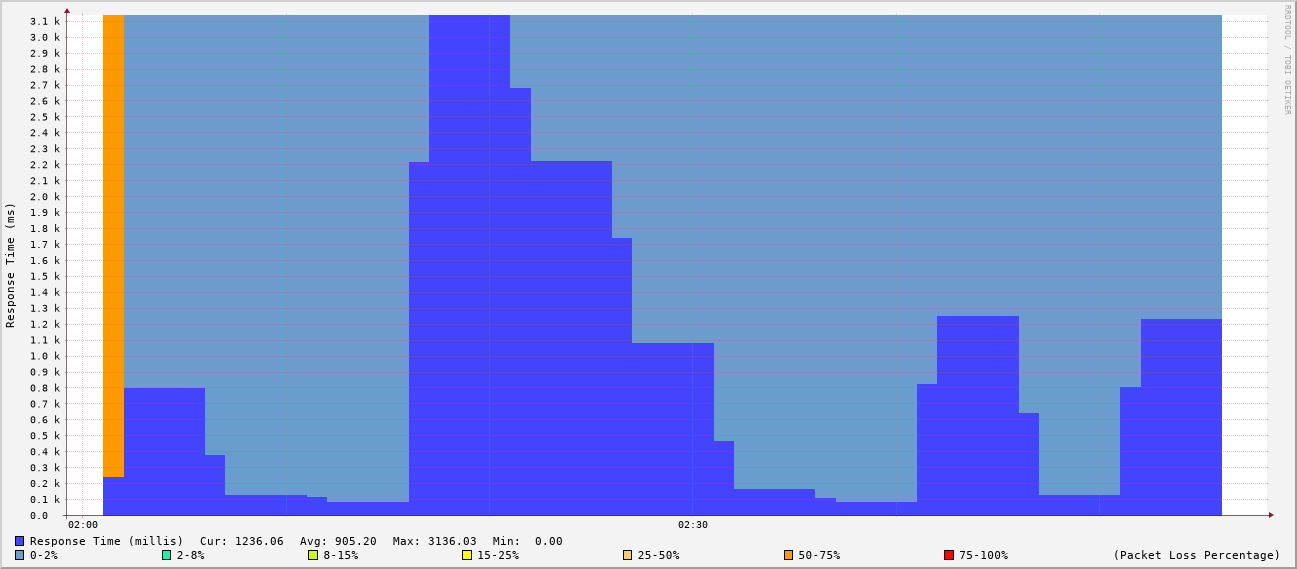 RRDTOOL / TOBI OETIKER
Response Time (ms)
3.1 k
3.0 k
2.9 k
2.8 k
2.7 k
2.6 k
2.5 k
2.4 k
2.3 k
2.2 k
2.1 k
2.0 k
1.9 k
1.8 k
1.7 k
1.6 k
1.5 k
1.4 k
1.3 k
1.2 k
1.1 k
1.0 k
0.9 k
0.8 k
0.7 k
0.6 k
0.5 k
0.4 k
0.3 k
0.2 k
0.1 k
0.0
02:00 02:30
Response Time (millis) Cur: 1236.06 Avg: 905.20 Max: 3136.03 Min: 0.00
0-2% 2-8% 8-15% 15-25% 25-50% 50-75% 75-100% (Packet Loss Percentage)